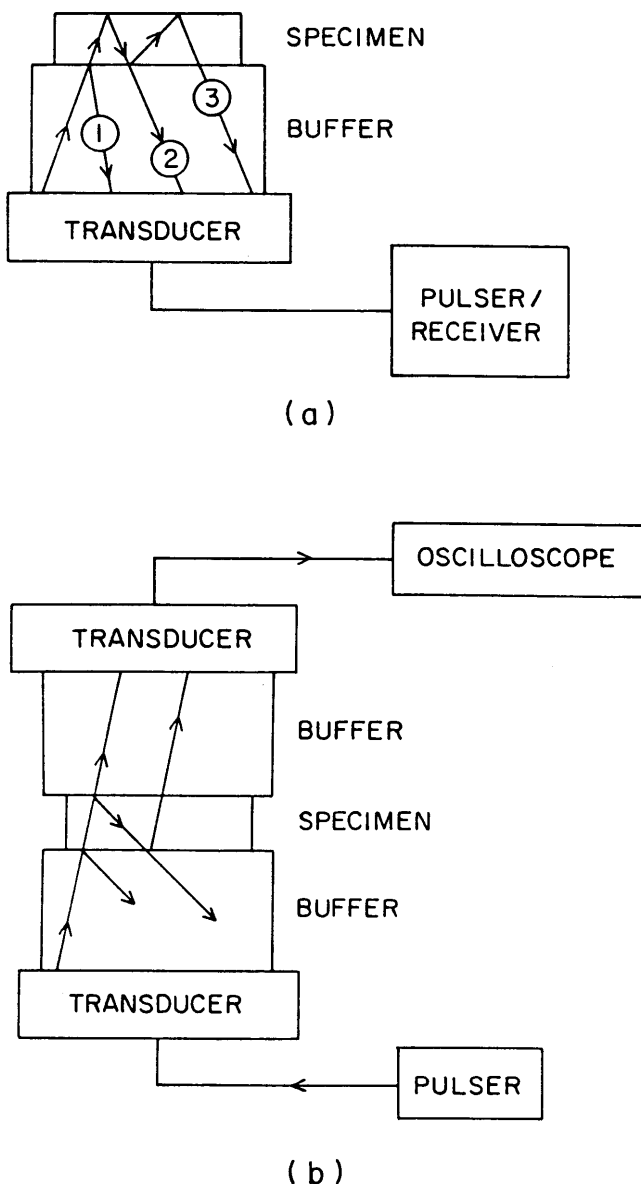 SPECIMEN
3
1
BUFFER
2
TRANSDUCER
PULSER/
RECEIVER
(a)
OSCILLOSCOPE
TRANSDUCER
BUFFER
SPECIMEN
BUFFER
TRANSDUCER
PULSER
(b)